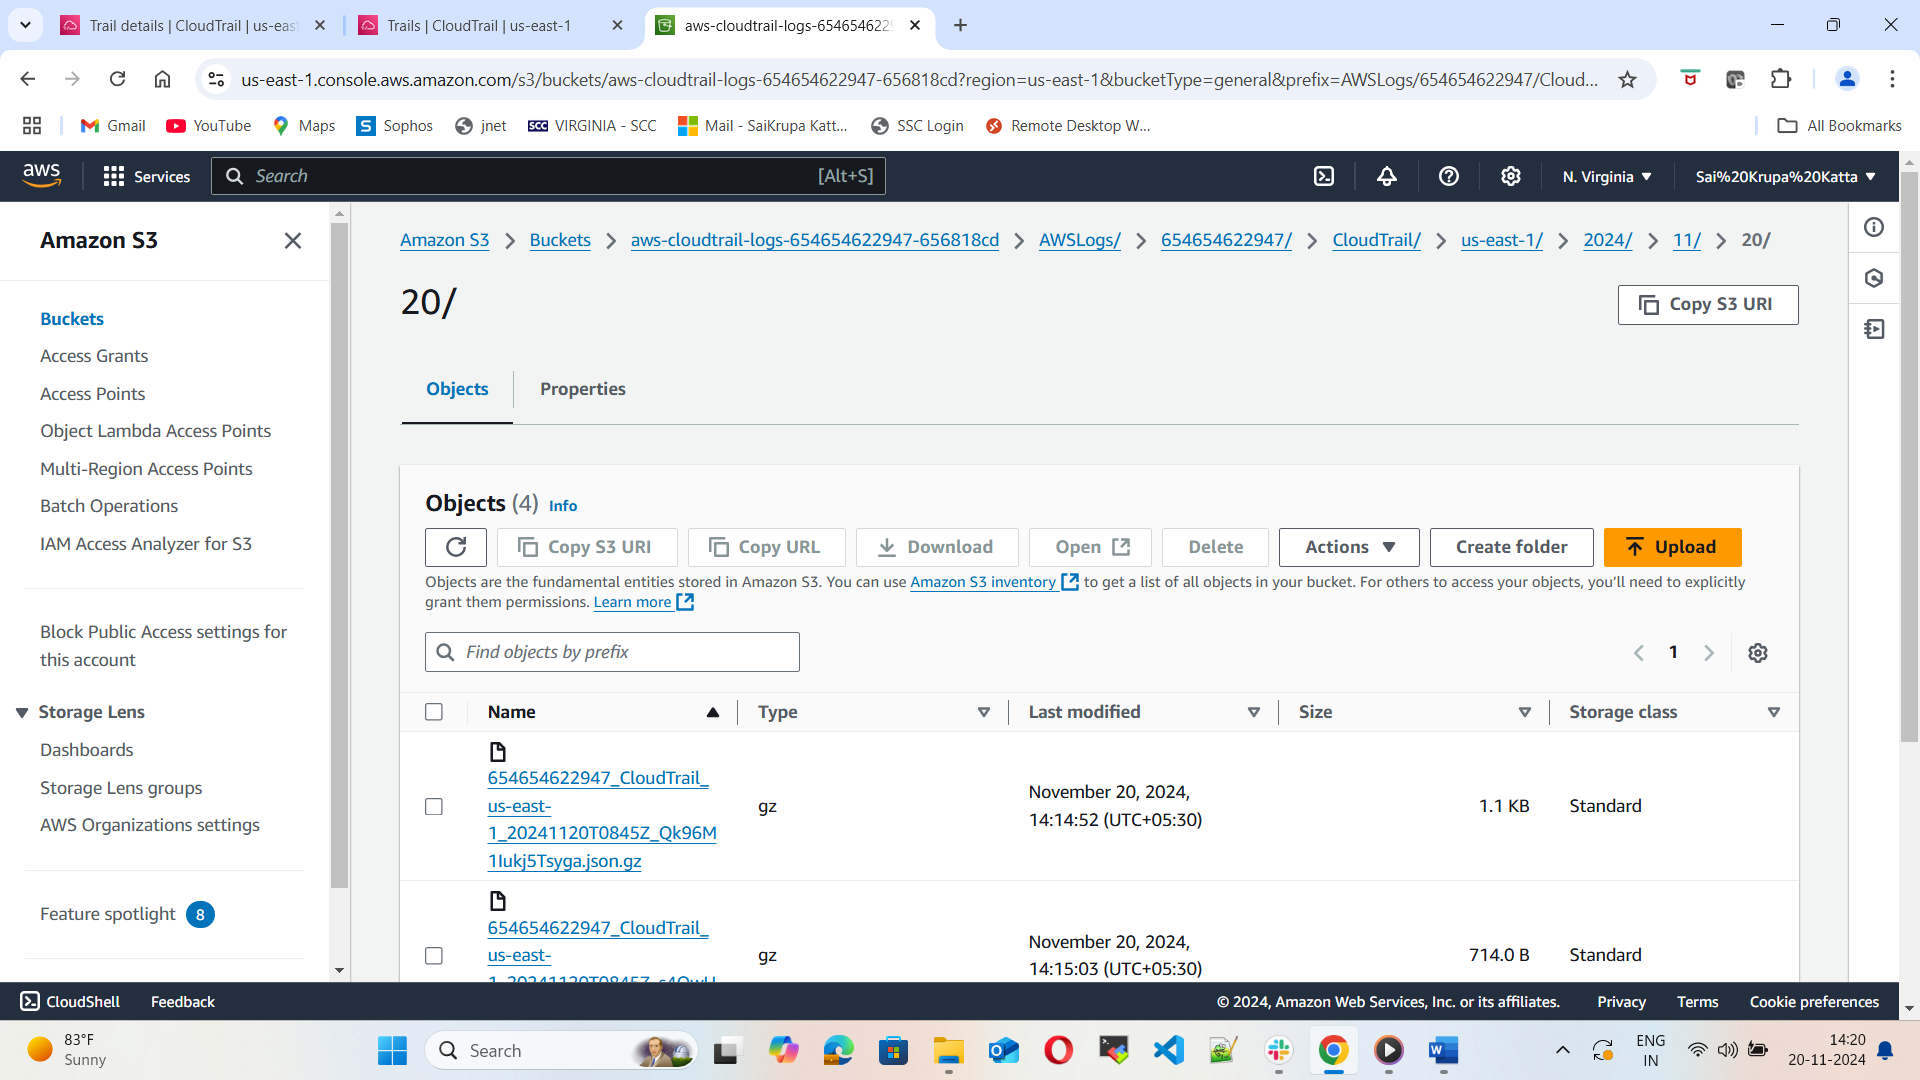 Trail details | CloudTrail | us-eas
Trails | CloudTrail | us-east-1
aws-cloudtrail-logs-654654622
us-east-1.console.aws.amazon.com/s3/buckets/aws-cloudtrail-logs-654654622947-656818cd?region=us-east-1&bucketType=general&prefix=AWSLogs/654654622947/Cloud...
Gmail
YouTube
Maps
Sophos
jnet
VIRGINIA - SCC
Mail - SaiKrupa Katt...
SSC Login
Remote Desktop W...
All Bookmarks
aws
Services
Search
[Alt+S]
N. Virginia
Sai%20Krupa%20Katta
Amazon S3
Buckets
Access Grants
Access Points
Object Lambda Access Points
Multi-Region Access Points
Batch Operations
IAM Access Analyzer for S3
Block Public Access settings for
this account
Storage Lens
Dashboards
Storage Lens groups
AWS Organizations settings
Feature spotlight 8
Amazon S3 > Buckets > aws-cloudtrail-logs-654654622947-656818cd > AWSLogs/ > 654654622947/ > CloudTrail/ > us-east-1/ > 2024/ > 11/ > 20/
20/
Copy S3 URI
Objects
Properties
Objects (4) Info
Copy S3 URI
Copy URL
Download
Open
Delete
Actions
Create folder
Upload
Objects are the fundamental entities stored in Amazon S3. You can use Amazon S3 inventory to get a list of all objects in your bucket. For others to access your objects, you'll need to explicitly
grant them permissions. Learn more
Find objects by prefix
1
Name
Type
Last modified
Size
Storage class
654654622947_CloudTrail_
us-east-
1_20241120T0845Z_Qk96M
1Iukj5Tsyga.json.gz
gz
November 20, 2024,
14:14:52 (UTC+05:30)
1.1 KB
Standard
654654622947_CloudTrail_
us-east-
gz
November 20, 2024,
14:15:03 (UTC+05:30)
714.0 B
Standard
CloudShell
Feedback
© 2024, Amazon Web Services, Inc. or its affiliates.
Privacy
Terms
Cookie preferences
83°F
Sunny
Search
ENG
IN
14:20
20-11-2024